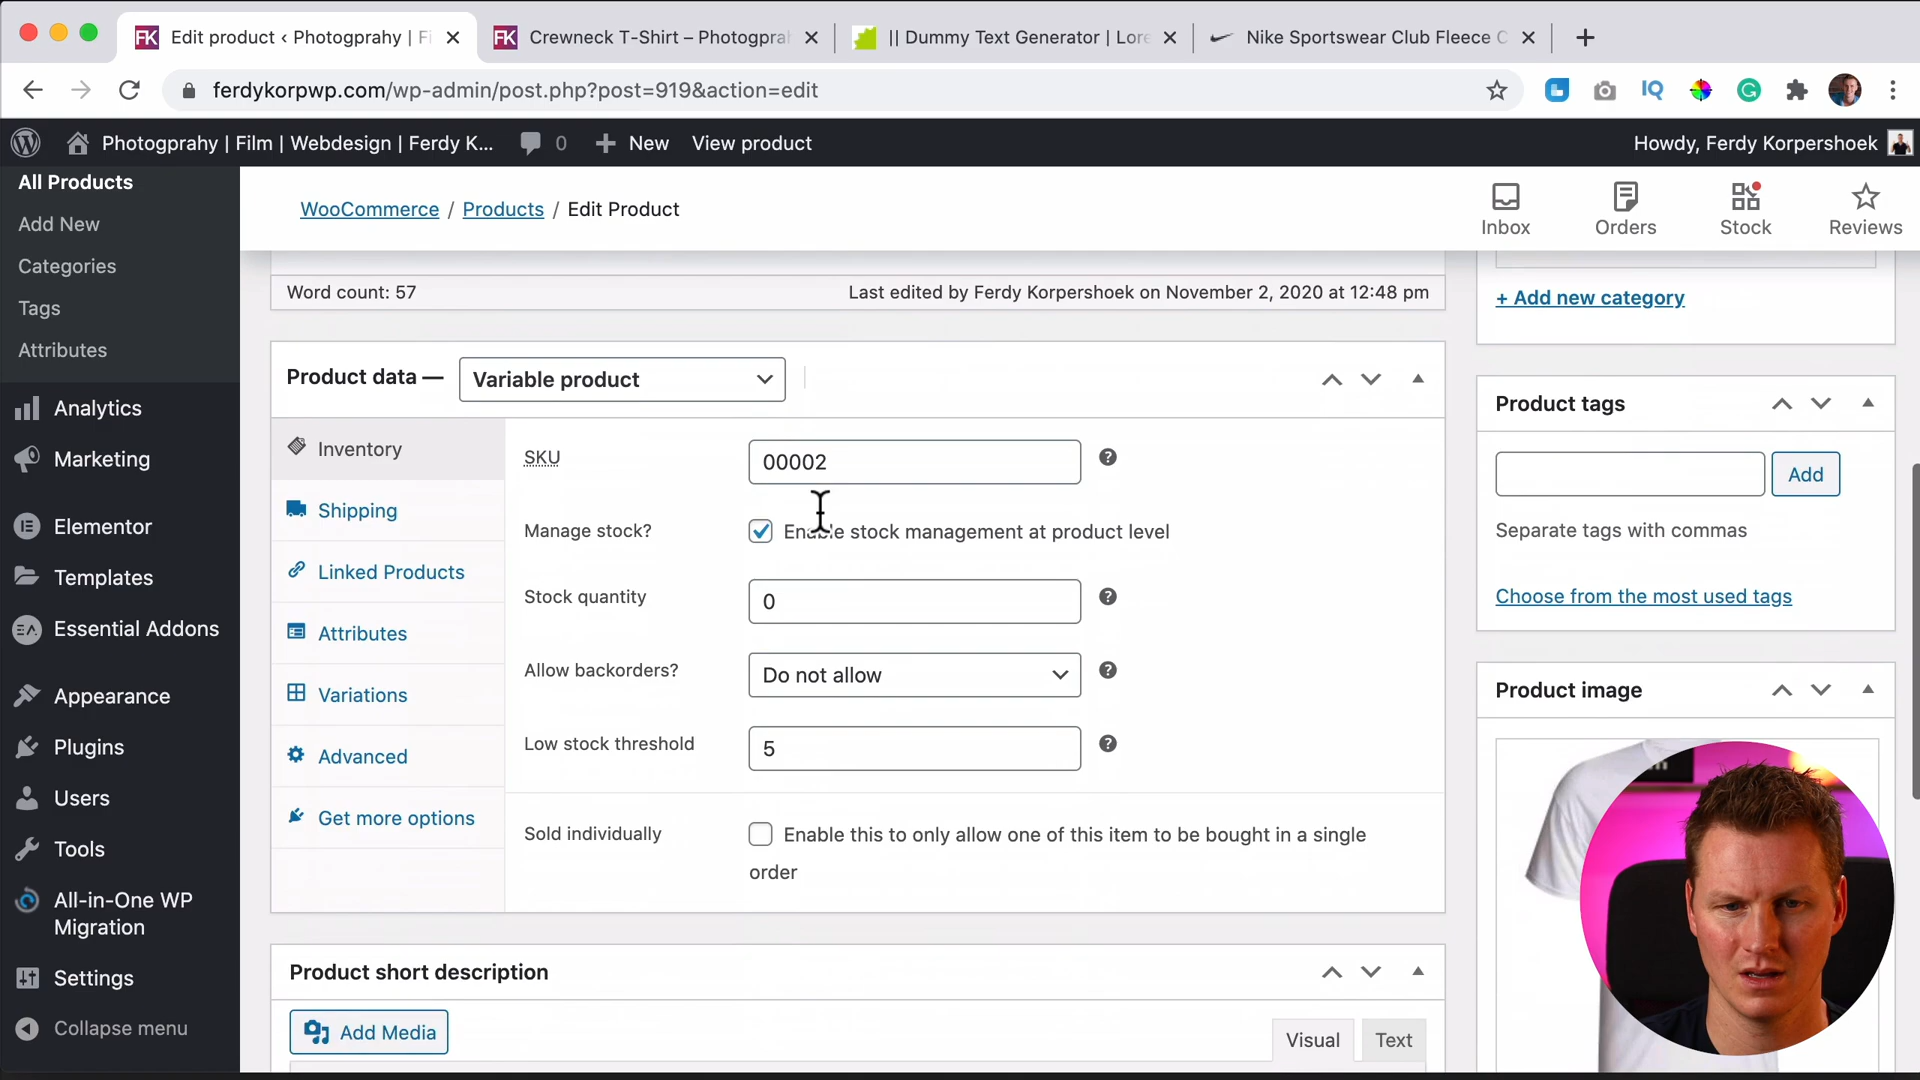 Edit product ‹ Photogprahy | Fi
Crewneck T-Shirt – Photogpral
|| Dummy Text Generator | Lore
Nike Sportswear Club Fleece C
ferdykorpwp.com/wp-admin/post.php?post=919&action=edit
Photogprahy | Film | Webdesign | Ferdy K...
0
New
View product
Howdy, Ferdy Korpershoek
All Products
Add New
Categories
Tags
Attributes
Analytics
Marketing
Elementor
Templates
Essential Addons
Appearance
Plugins
Users
Tools
All-in-One WP
Migration
Settings
Collapse menu
WooCommerce / Products / Edit Product
Inbox
Orders
Stock
Reviews
Word count: 57
Last edited by Ferdy Korpershoek on November 2, 2020 at 12:48 pm
Product data —
Variable product
Inventory
Shipping
Linked Products
Attributes
Variations
Advanced
Get more options
SKU
00002
Manage stock?
Enable stock management at product level
Stock quantity
0
Allow backorders?
Do not allow
Low stock threshold
5
Sold individually
Enable this to only allow one of this item to be bought in a single
order
Product short description
Add Media
Visual
Text
+ Add new category
Product tags
Add
Separate tags with commas
Choose from the most used tags
Product image